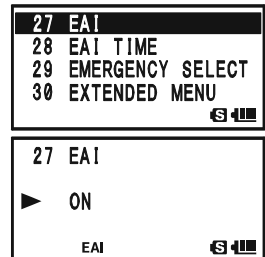 27 EAI
28 EAI TIME
29 EMERGENCY SELECT
30 EXTENDED MENU
S
27 EAI
ON
EAI
S